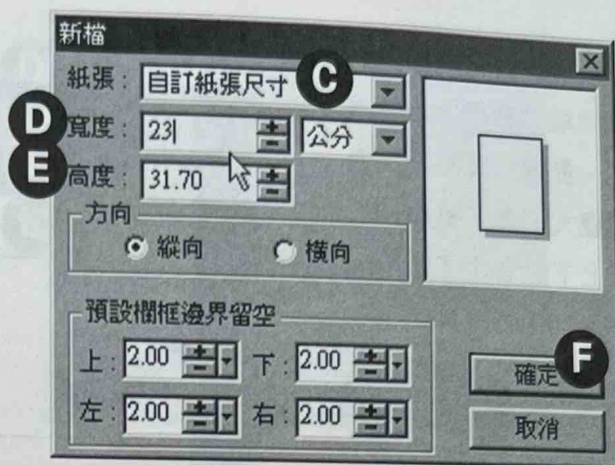 新檔
紙張：自訂紙張尺寸 C
D 寬度：23 公分
E 高度：31.70
方向
縱向 橫向
預設欄框邊界留空
上：2.00 下：2.00
左：2.00 右：2.00
確定 F
取消